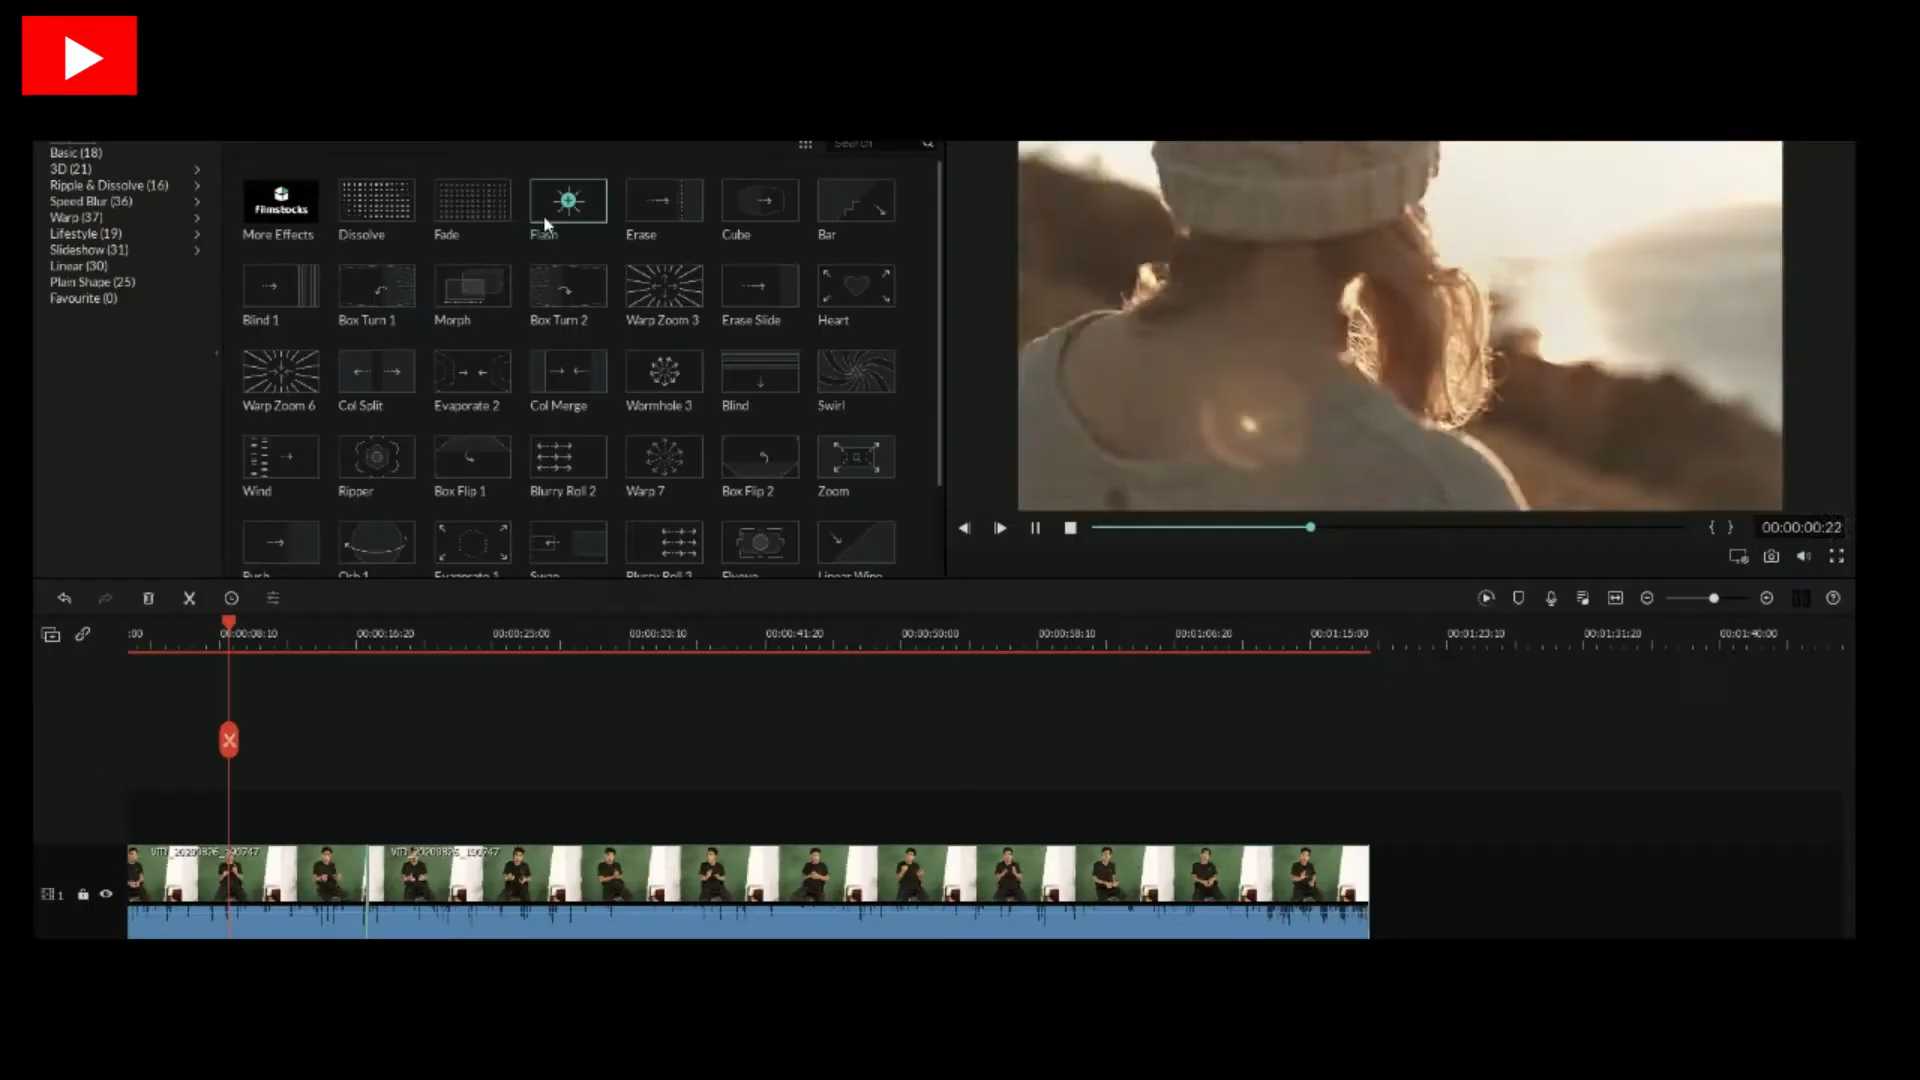 Search
Basic (18)
3D (21)
Ripple & Dissolve (16)
Speed Blur (36)
Warp (37)
Lifestyle (19)
Slideshow (31)
Linear (30)
Plain Shape (25)
Favourite (0)
Filmstocks
More Effects
Dissolve
Fade
Flash
Erase
Cube
Bar
Blind 1
Box Turn 1
Morph
Box Turn 2
Warp Zoom 3
Erase Slide
Heart
Warp Zoom 6
Col Split
Evaporate 2
Col Merge
Wormhole 3
Blind
Swirl
Wind
Ripper
Box Flip 1
Blurry Roll 2
Warp 7
Box Flip 2
Zoom
Push
Orb 1
Evaporate 1
Swap
Blurry Roll 3
Linear Wipe
{ } 00:00:00:22
:00 00:00:08:10 00:00:16:20 00:00:25:00 00:00:33:10 00:00:41:20 00:00:50:00 00:00:58:10 00:01:06:20 00:01:15:00 00:01:23:10 00:01:31:20 00:01:40:00
1